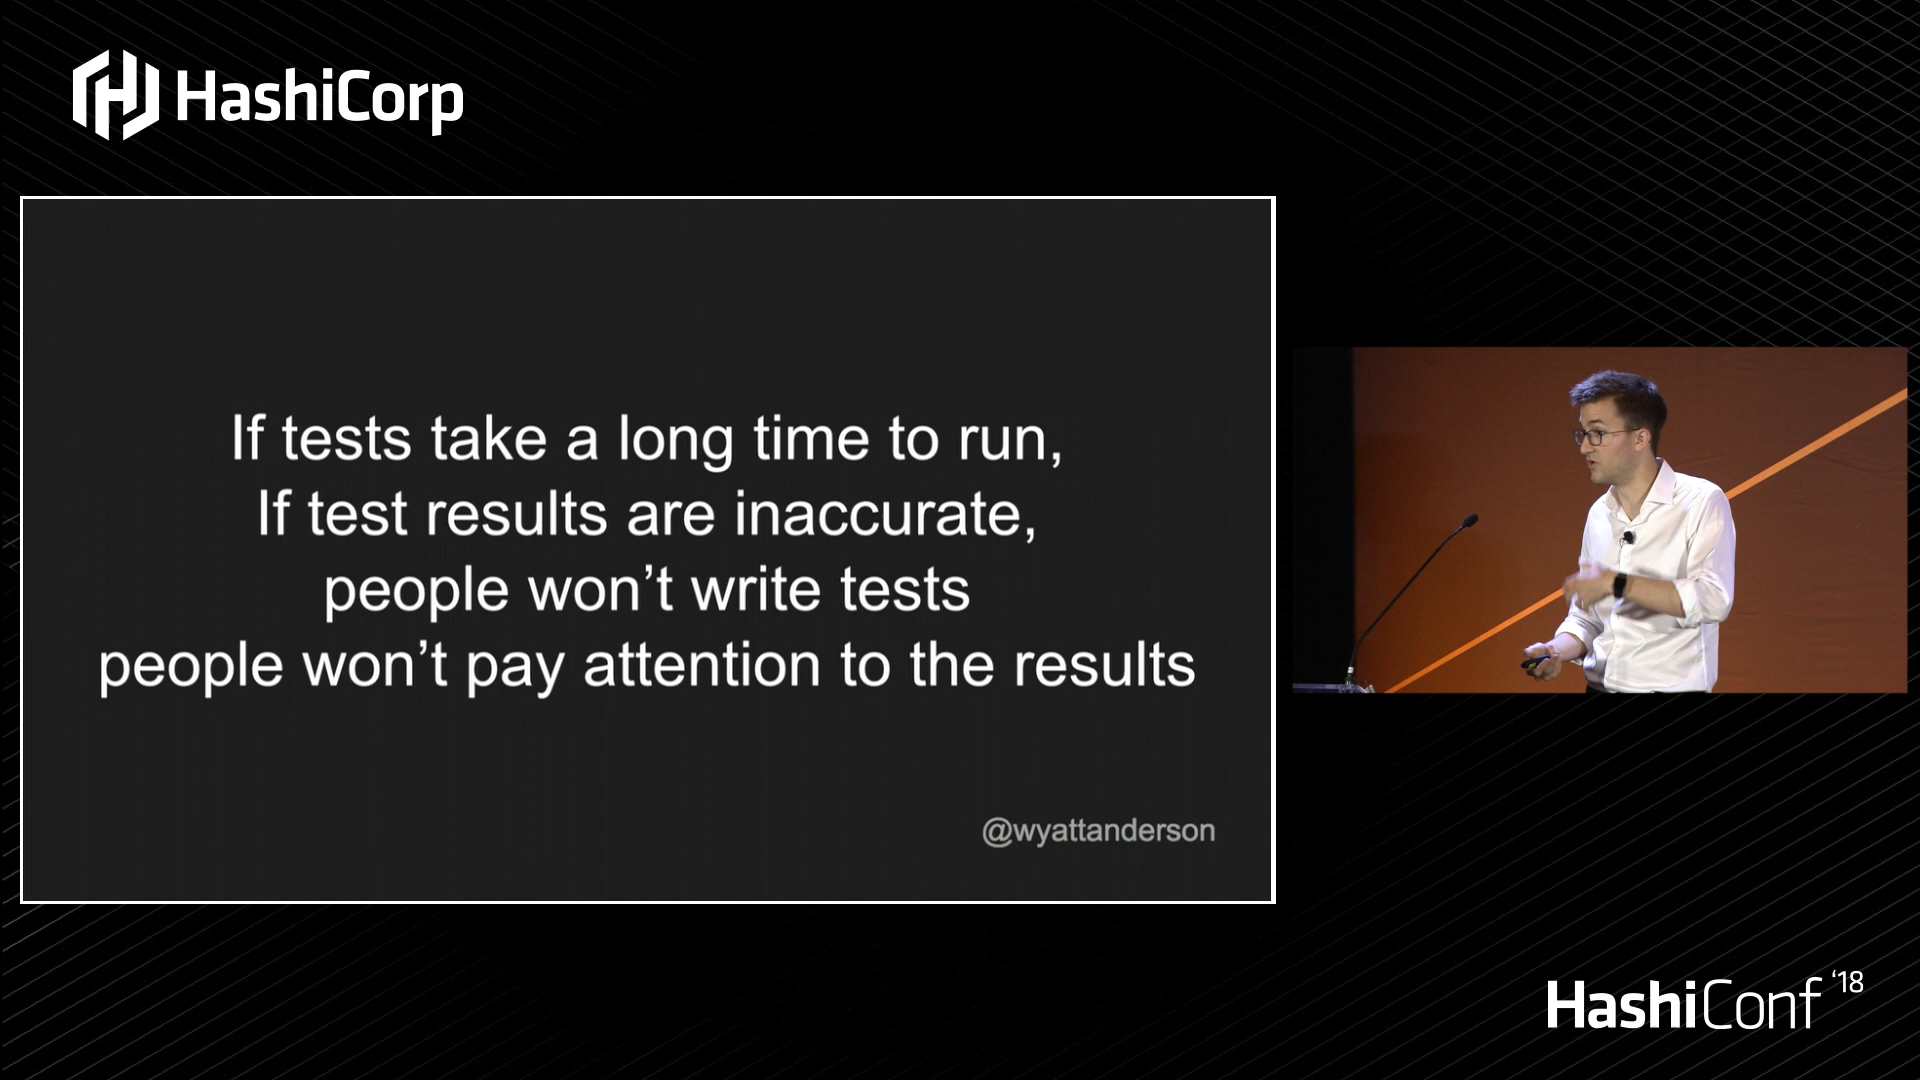 HashiCorp
If tests take a long time to run,
If test results are inaccurate,
people won’t write tests
people won’t pay attention to the results
@wyattanderson
HashiConf ‘18